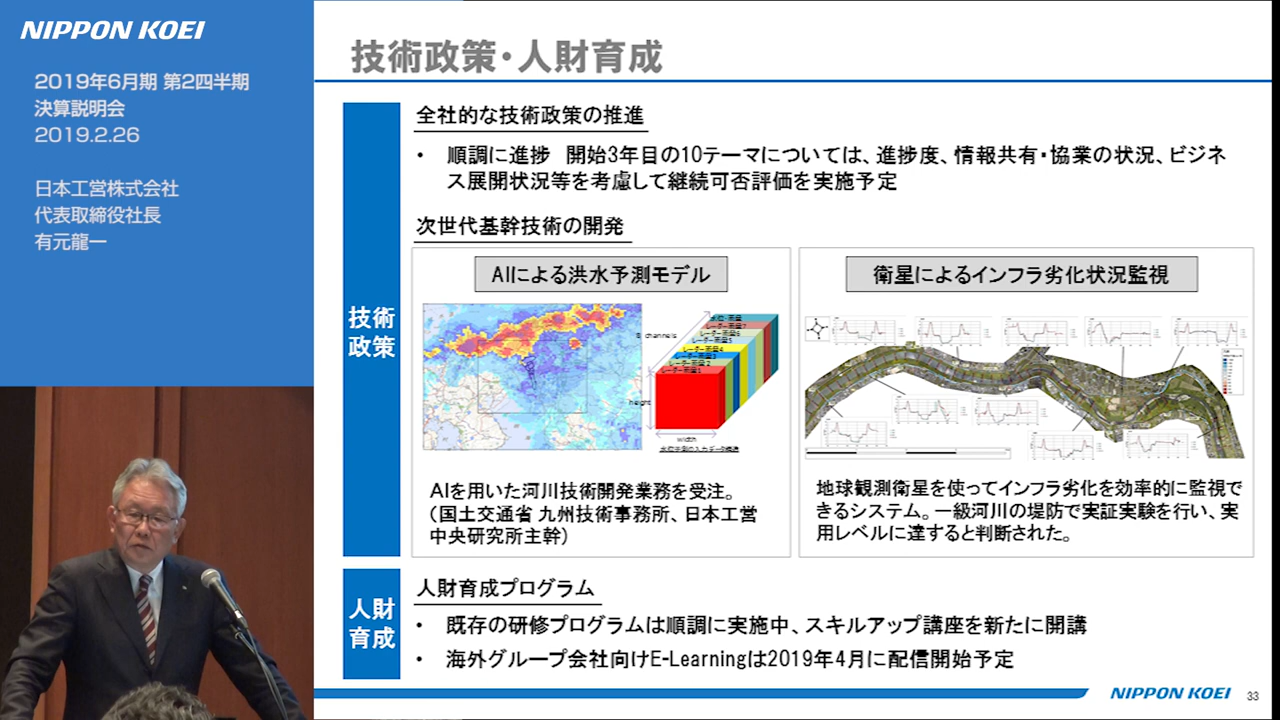 NIPPON KOEI
2019年6月期 第2四半期
決算説明会
2019.2.26
日本工営株式会社
代表取締役社長
有元龍一
技術政策・人財育成
技術
政策
全社的な技術政策の推進
• 順調に進捗 開始3年目の10テーマについては、進捗度、情報共有・協業の状況、ビジネ
ス展開状況等を考慮して継続可否評価を実施予定
次世代基幹技術の開発
AIによる洪水予測モデル
channels
height
width
AIを用いた河川技術開発業務を受注。
（国土交通省 九州技術事務所、日本工営
中央研究所主幹）
衛星によるインフラ劣化状況監視
地球観測衛星を使ってインフラ劣化を効率的に監視で
きるシステム。一級河川の堤防で実証実験を行い、実
用レベルに達すると判断された。
人財
育成
人財育成プログラム
• 既存の研修プログラムは順調に実施中、スキルアップ講座を新たに開講
• 海外グループ会社向けE-Learningは2019年4月に配信開始予定
NIPPON KOEI
33